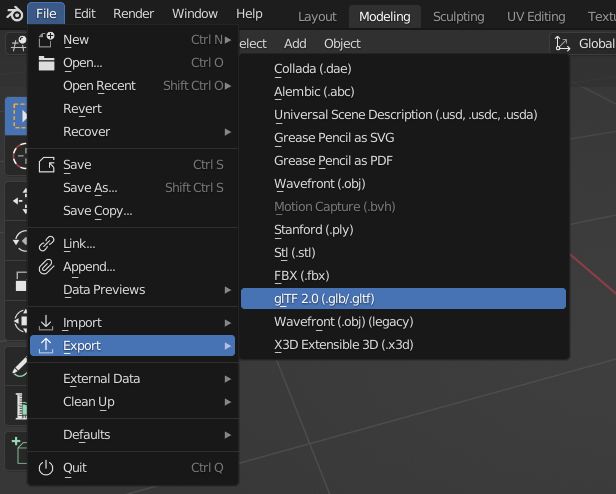 File Edit Render Window Help Layout Modeling Sculpting UV Editing
New Ctrl N
elect Add Object Global
Open... Ctrl O
Open Recent Shift Ctrl O
Revert
Recover
Save Ctrl S
Save As... Shift Ctrl S
Save Copy...
Link...
Append...
Data Previews
Import
Export
External Data
Clean Up
Defaults
Quit Ctrl Q
Collada (.dae)
Alembic (.abc)
Universal Scene Description (.usd, .usdc, .usda)
Grease Pencil as SVG
Grease Pencil as PDF
Wavefront (.obj)
Motion Capture (.bvh)
Stanford (.ply)
Stl (.stl)
FBX (.fbx)
glTF 2.0 (.glb/.gltf)
Wavefront (.obj) (legacy)
X3D Extensible 3D (.x3d)